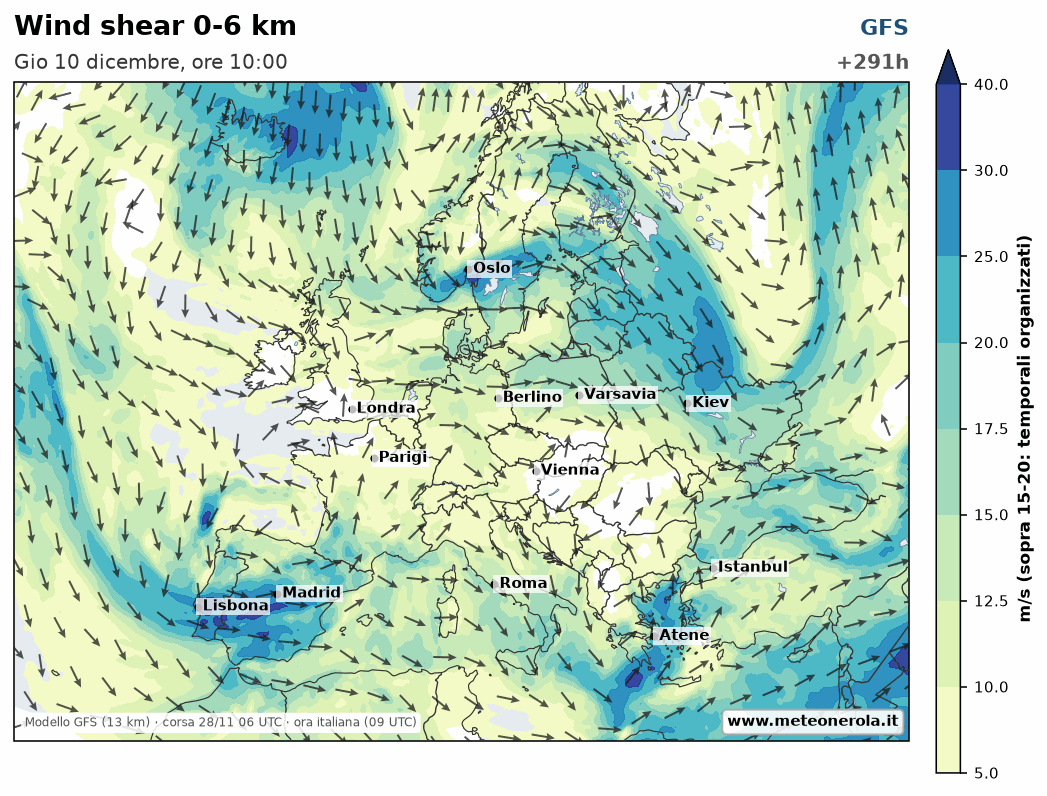 Wind shear 0-6 km
GFS
Gio 10 dicembre, ore 10:00
+291h
40.0
30.0
25.0
20.0
17.5
15.0
12.5
10.0
5.0
m/s (sopra 15-20: temporali organizzati)
Oslo
Berlino
Varsavia
Kiev
Londra
Parigi
Vienna
Istanbul
Roma
Madrid
Lisbona
Atene
Modello GFS (13 km) · corsa 28/11 06 UTC · ora italiana (09 UTC)
www.meteonerola.it